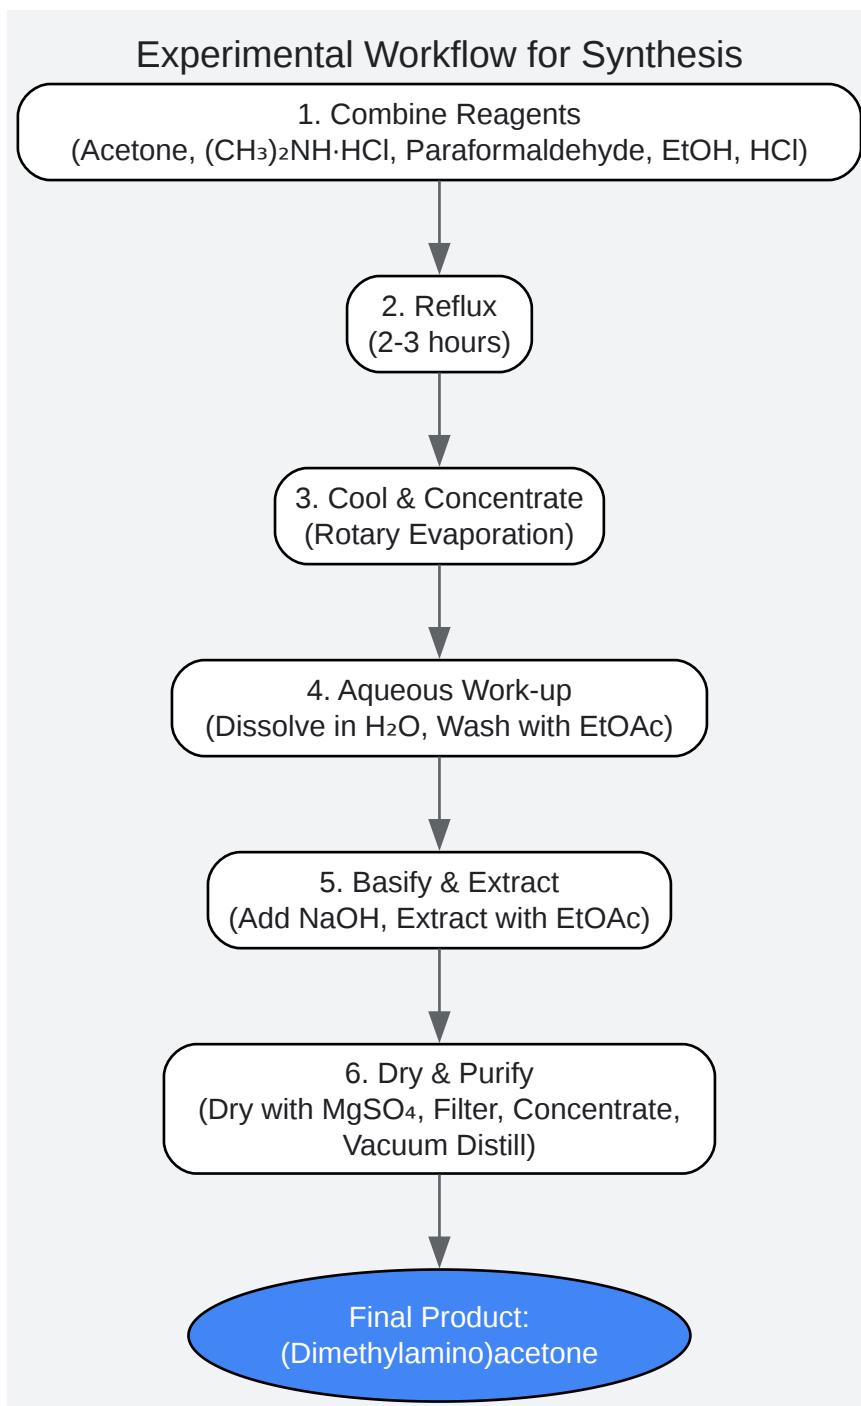 Experimental Workflow for Synthesis
1. Combine Reagents
(Acetone, (CH₃)₂NH·HCl, Paraformaldehyde, EtOH, HCl)
2. Reflux
(2-3 hours)
3. Cool & Concentrate
(Rotary Evaporation)
4. Aqueous Work-up
(Dissolve in H₂O, Wash with EtOAc)
5. Basify & Extract
(Add NaOH, Extract with EtOAc)
6. Dry & Purify
(Dry with MgSO₄, Filter, Concentrate,
Vacuum Distill)
Final Product:
(Dimethylamino)acetone